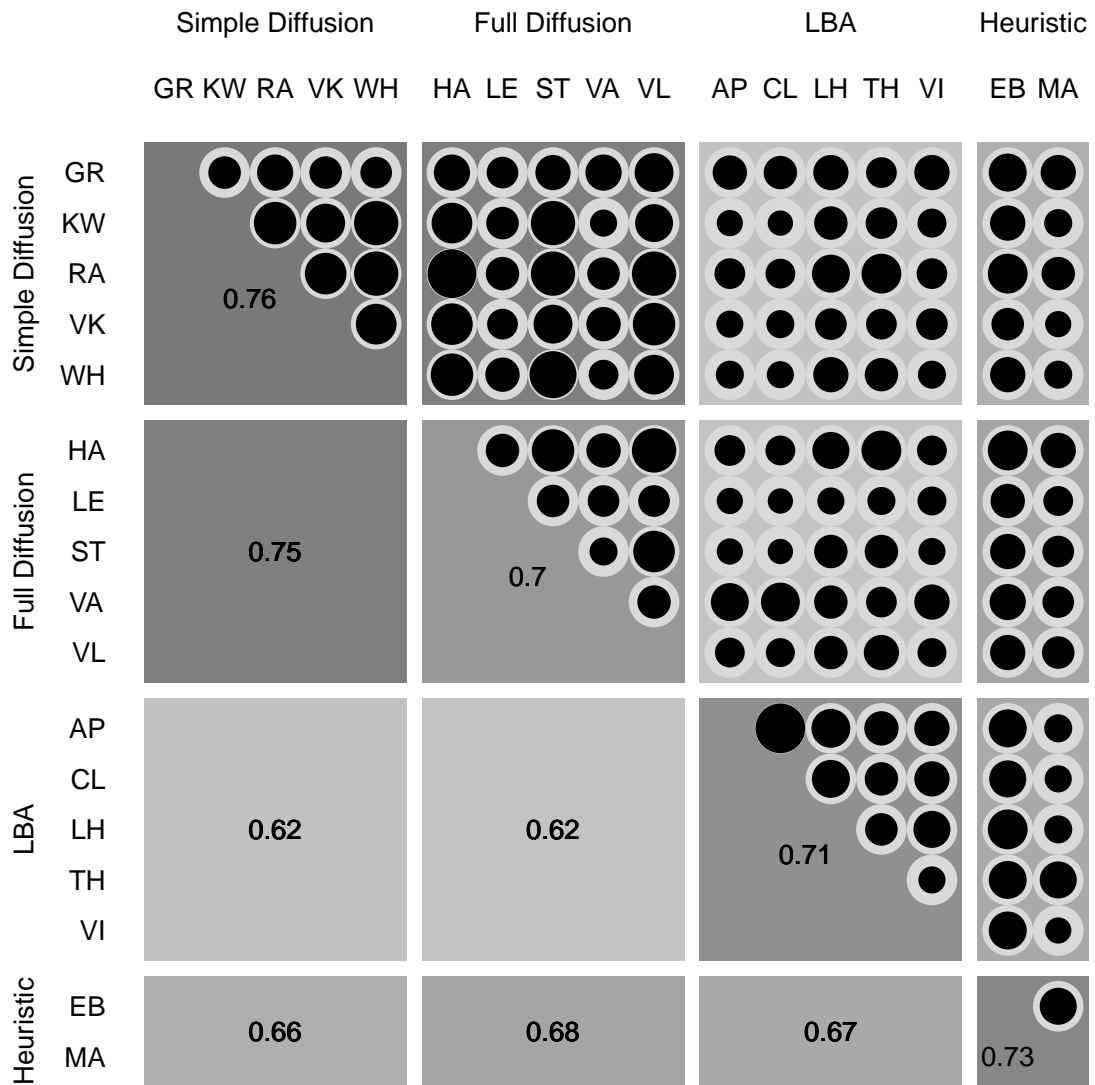 Simple Diffusion Full Diffusion LBA Heuristic
GR KW RA VK WH HA LE ST VA VL AP CL LH TH VI EB MA
Simple Diffusion
GR
KW
RA
VK
WH
0.76
Full Diffusion
HA
LE
ST
VA
VL
0.75
0.7
LBA
AP
CL
LH
TH
VI
0.62
0.62
0.71
Heuristic
EB
MA
0.66
0.68
0.67
0.73